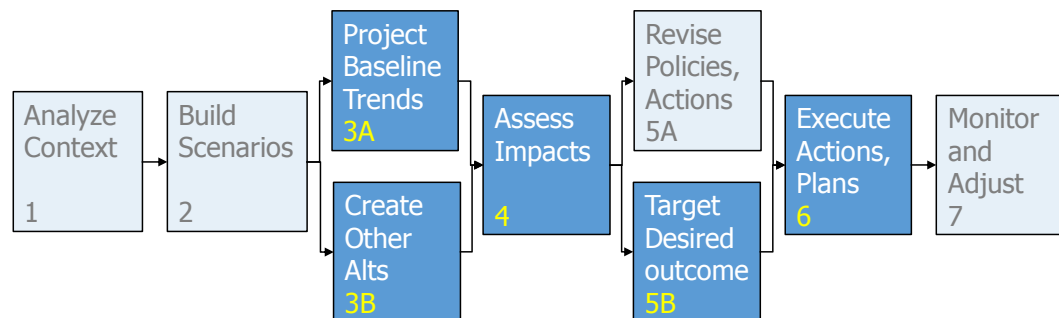 Analyze
Context
1
Build
Scenarios
2
Project
Baseline
Trends
3A
Create
Other
Alts
3B
Assess
Impacts
4
Revise
Policies,
Actions
5A
Target
Desired
outcome
5B
Execute
Actions,
Plans
6
Monitor
and
Adjust
7